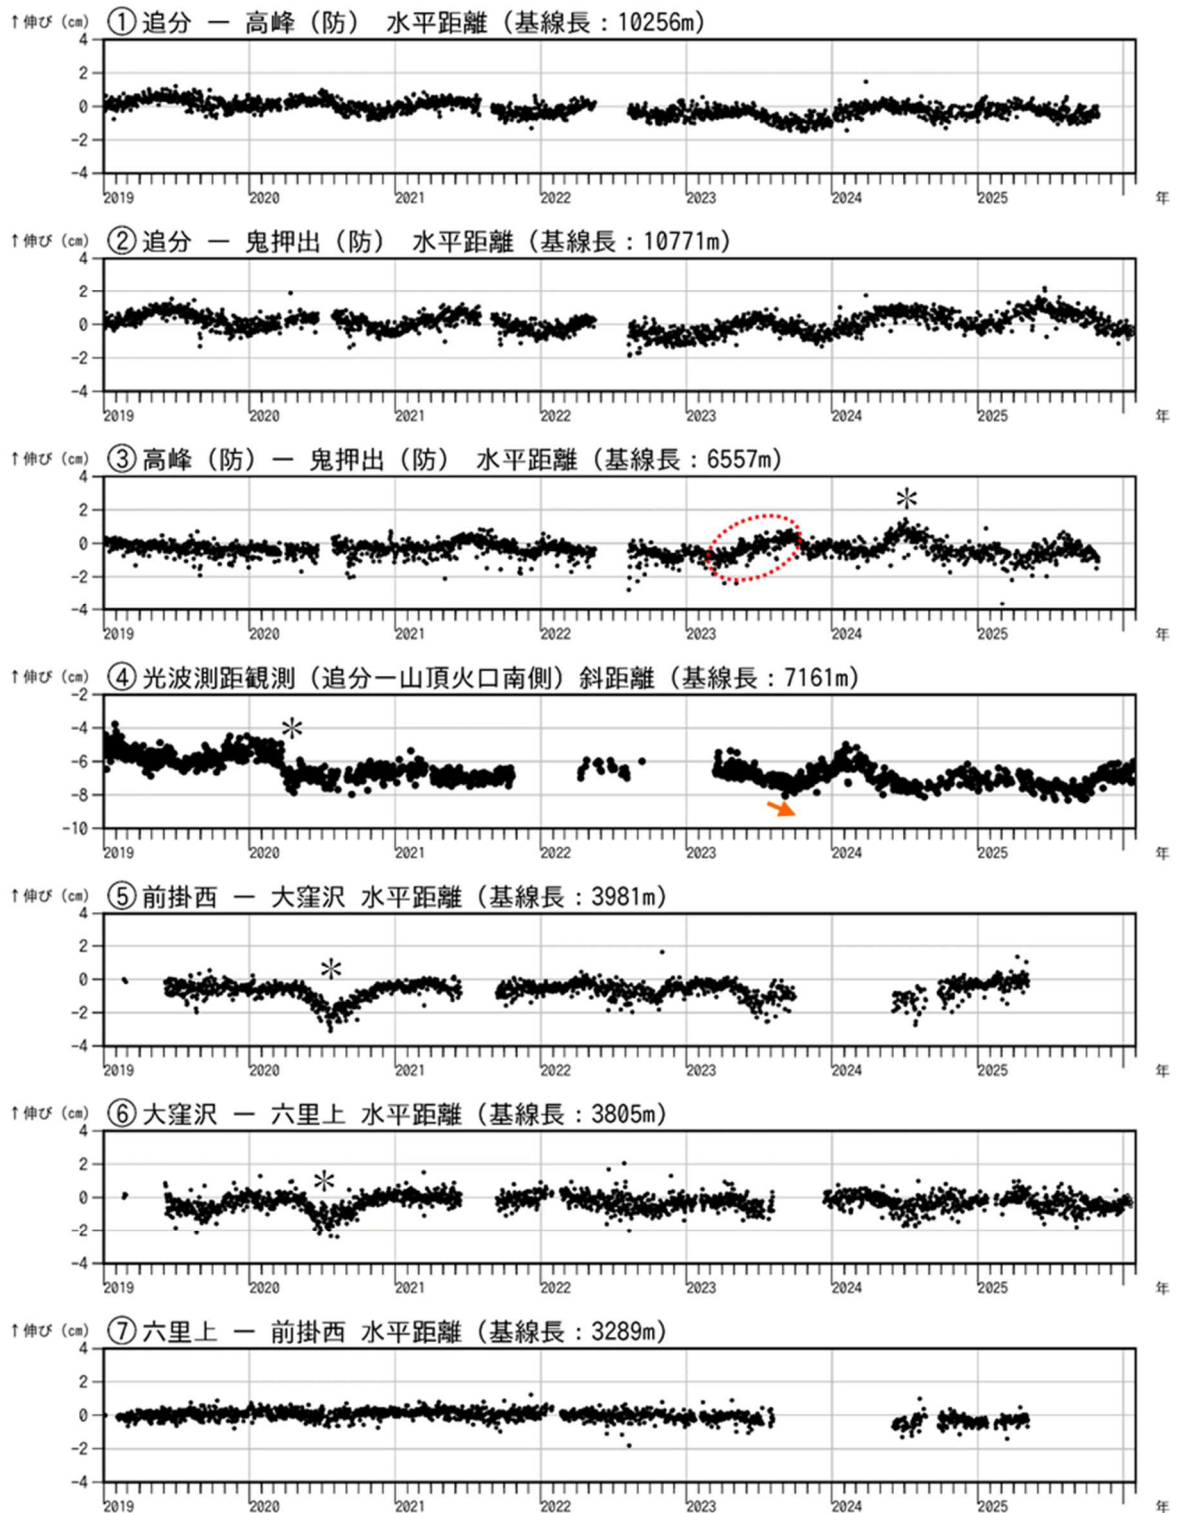 ↑伸び（㎝） ①追分 － 高峰（防） 水平距離（基線長：10256m）
4
2
0
-2
-4
2019 2020 2021 2022 2023 2024 2025 年
↑伸び（㎝） ②追分 － 鬼押出（防） 水平距離（基線長：10771m）
4
2
0
-2
-4
2019 2020 2021 2022 2023 2024 2025 年
↑伸び（㎝） ③高峰（防）－ 鬼押出（防） 水平距離（基線長：6557m）
4
＊
2
0
-2
-4
2019 2020 2021 2022 2023 2024 2025 年
↑伸び（㎝） ④光波測距観測（追分－山頂火口南側）斜距離（基線長：7161m）
-2
-4 ＊
-6
-8
-10
2019 2020 2021 2022 2023 2024 2025 年
↑伸び（㎝） ⑤前掛西 － 大窪沢 水平距離（基線長：3981m）
4
2
＊
0
-2
-4
2019 2020 2021 2022 2023 2024 2025 年
↑伸び（㎝） ⑥大窪沢 － 六里上 水平距離（基線長：3805m）
4
2
＊
0
-2
-4
2019 2020 2021 2022 2023 2024 2025 年
↑伸び（㎝） ⑦六里上 － 前掛西 水平距離（基線長：3289m）
4
2
0
-2
-4
2019 2020 2021 2022 2023 2024 2025 年